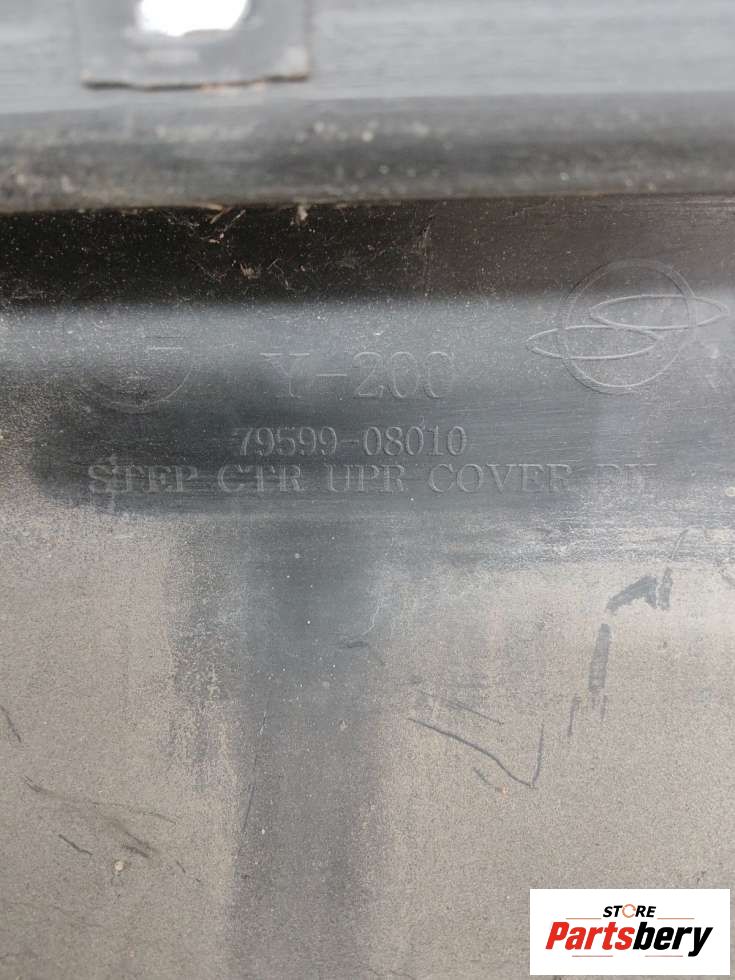 Y-200
79599-08010
STEP CTR UPR COVER
STORE
Partsbery